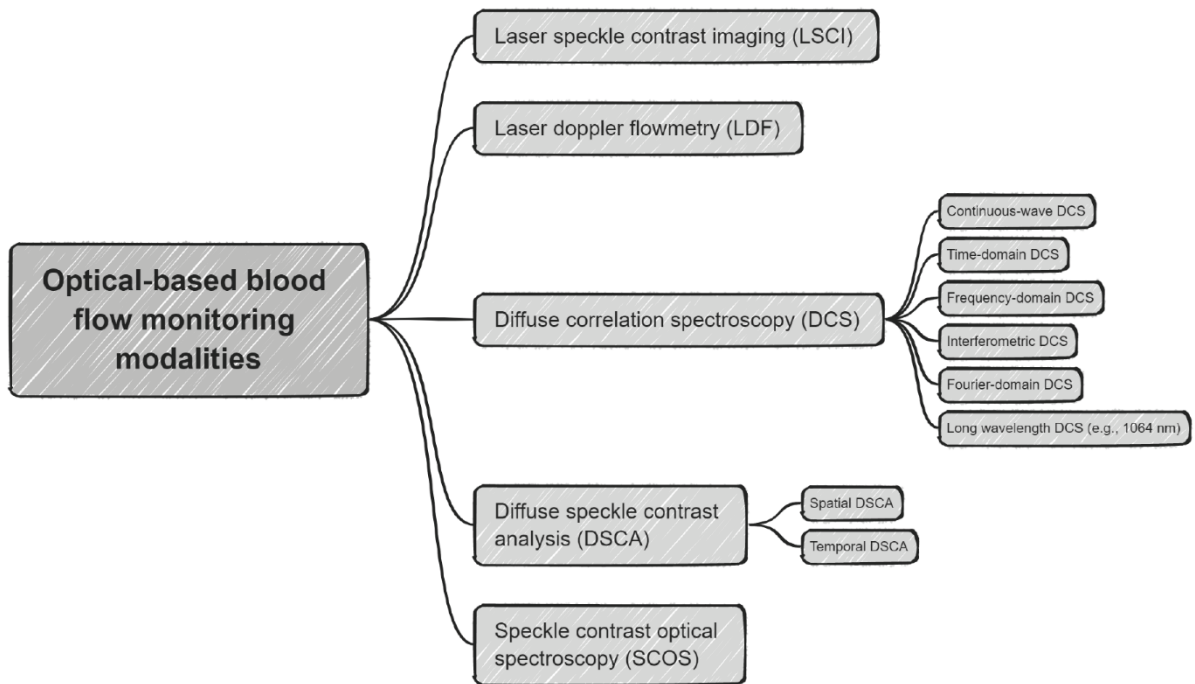 Optical-based blood
flow monitoring
modalities
Laser speckle contrast imaging (LSCI)
Laser doppler flowmetry (LDF)
Diffuse correlation spectroscopy (DCS)
Continuous-wave DCS
Time-domain DCS
Frequency-domain DCS
Interferometric DCS
Fourier-domain DCS
Long wavelength DCS (e.g., 1064 nm)
Diffuse speckle contrast
analysis (DSCA)
Spatial DSCA
Temporal DSCA
Speckle contrast optical
spectroscopy (SCOS)